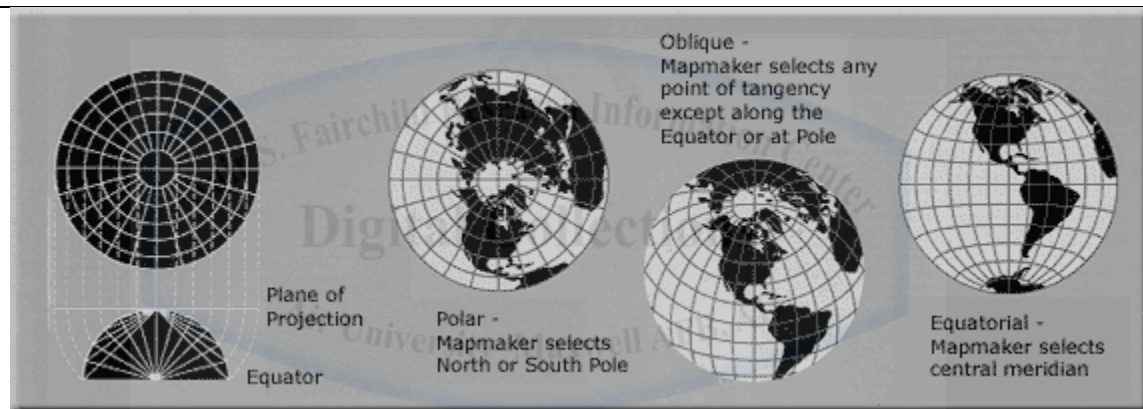 Plane of
Projection
Equator
Polar -
Mapmaker selects
North or South Pole
Oblique -
Mapmaker selects any
point of tangency
except along the
Equator or at Pole
Equatorial -
Mapmaker selects
central meridian